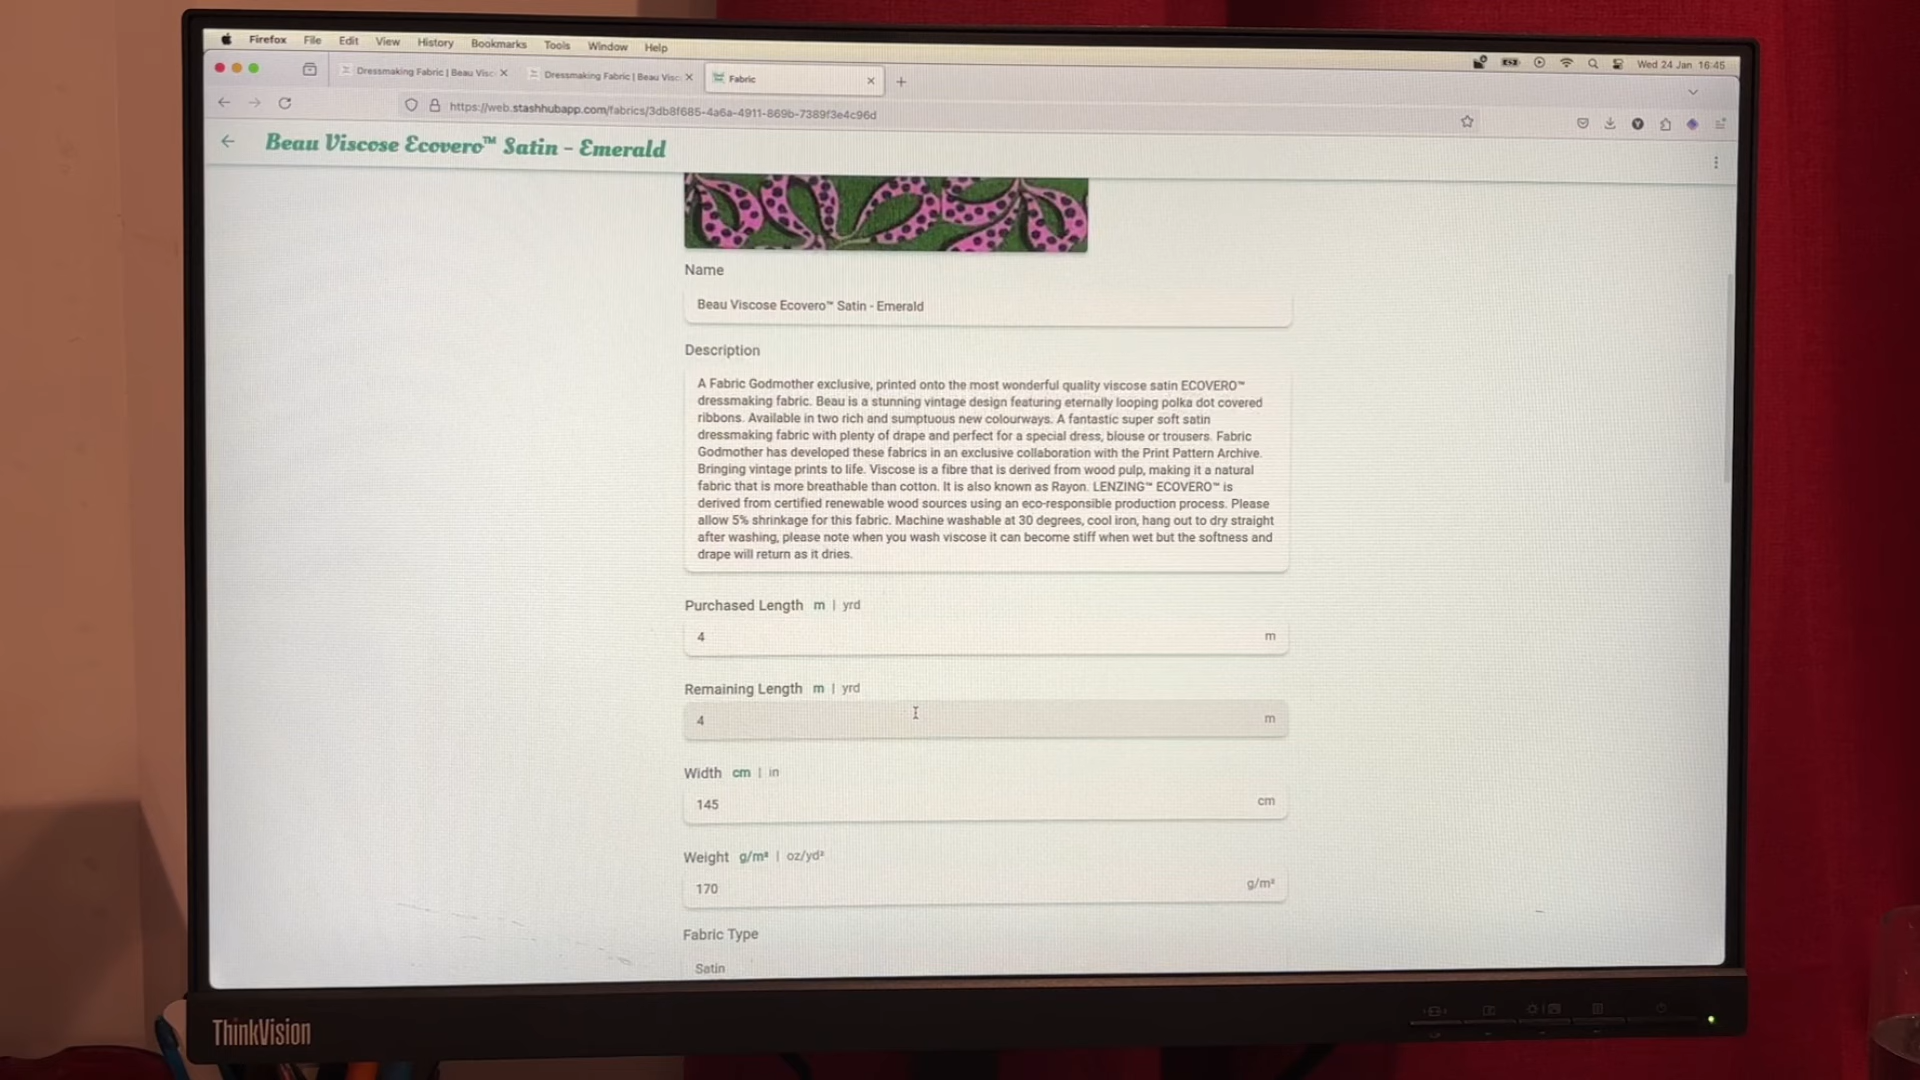 Firefox File Edit View History Bookmarks Tools Window Help
Wed 24 Jan 16:45
Dressmaking Fabric | Beau Visc
Dressmaking Fabric | Beau Visc
Fabric
https://web.stashhubapp.com/fabrics/3db8f685-4a6a-4911-869b-7389f3e4c96d
Beau Viscose Ecovero™ Satin - Emerald
Name
Beau Viscose Ecovero™ Satin - Emerald
Description
A Fabric Godmother exclusive, printed onto the most wonderful quality viscose satin ECOVERO™
dressmaking fabric. Beau is a stunning vintage design featuring eternally looping polka dot covered
ribbons. Available in two rich and sumptuous new colourways. A fantastic super soft satin
dressmaking fabric with plenty of drape and perfect for a special dress, blouse or trousers. Fabric
Godmother has developed these fabrics in an exclusive collaboration with the Print Pattern Archive.
Bringing vintage prints to life. Viscose is a fibre that is derived from wood pulp, making it a natural
fabric that is more breathable than cotton. It is also known as Rayon. LENZING™ ECOVERO™ is
derived from certified renewable wood sources using an eco-responsible production process. Please
allow 5% shrinkage for this fabric. Machine washable at 30 degrees, cool iron, hang out to dry straight
after washing, please note when you wash viscose it can become stiff when wet but the softness and
drape will return as it dries.
Purchased Length m | yrd
4 m
Remaining Length m | yrd
4 m
Width cm | in
145 cm
Weight g/m² | oz/yd²
170 g/m²
Fabric Type
Satin
ThinkVision